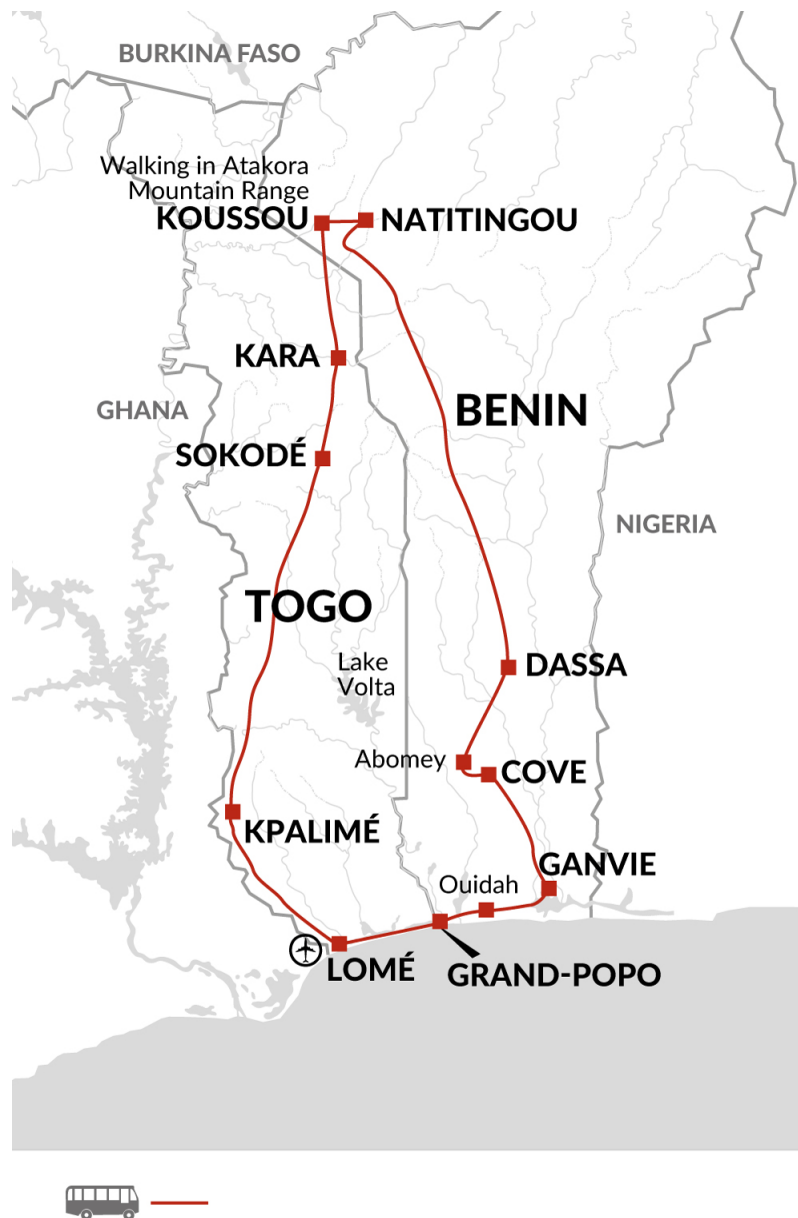 BURKINA FASO
Walking in Atakora
Mountain Range
KOUSSOU
NATITINGOU
KARA
BENIN
GHANA
SOKODÉ
NIGERIA
TOGO
Lake
Volta
DASSA
Abomey
COVE
KPALIMÉ
GANVIE
Ouidah
LOMÉ
GRAND-POPO